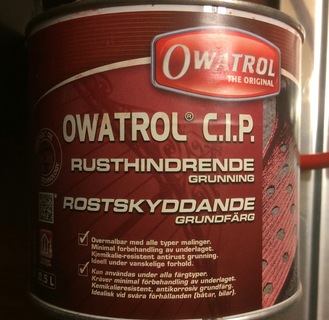 OWATROL
THE ORIGINAL
OWATROL® C.I.P.
RUSTHINDRENDE
GRUNNING
ROSTSKYDDANDE
GRUNDFÄRG
Overmalbar med alle typer malinger.
Minimal forbehandling av underlaget.
Kjemikalie-resistent antirust grunning.
Ideell under vanskelige forhold.
Kan användas under alla färgtyper.
Kräver minimal förbehandling av underlaget.
Kemikalieresistent, antikorrosiv grundfärg.
Idealisk vid svåra förhållanden (båtar, bilar).